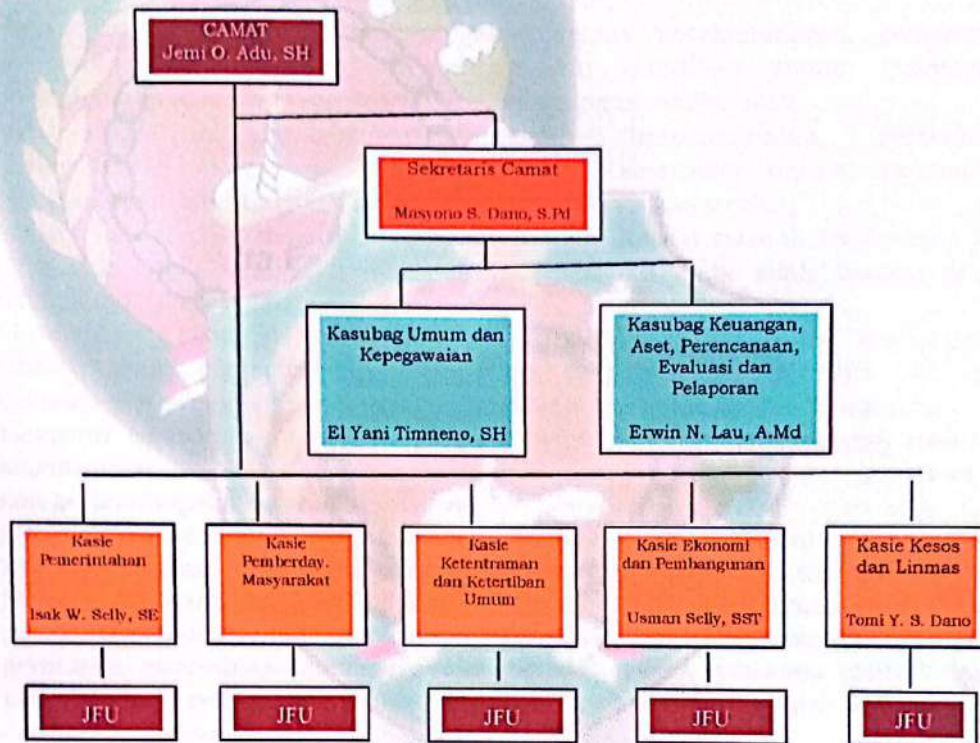 CAMAT
Jemi O. Adu, SH
Sekretaris Camat
Masyono S. Dano, S.Pd
Kasubag Umum dan
Kepegawaian
El Yani Timneno, SH
Kasubag Keuangan,
Aset, Perencanaan,
Evaluasi dan
Pelaporan
Erwin N. Lau, A.Md
Kasie
Pemerintahan
Isak W. Selly, SE
Kasie
Pemberday.
Masyarakat
Kasie
Ketentraman
dan Ketertiban
Umum
Kasie Ekonomi
dan Pembangunan
Usman Selly, SST
Kasie Kesos
dan Linmas
Tomi Y. S. Dano
JFU
JFU
JFU
JFU
JFU